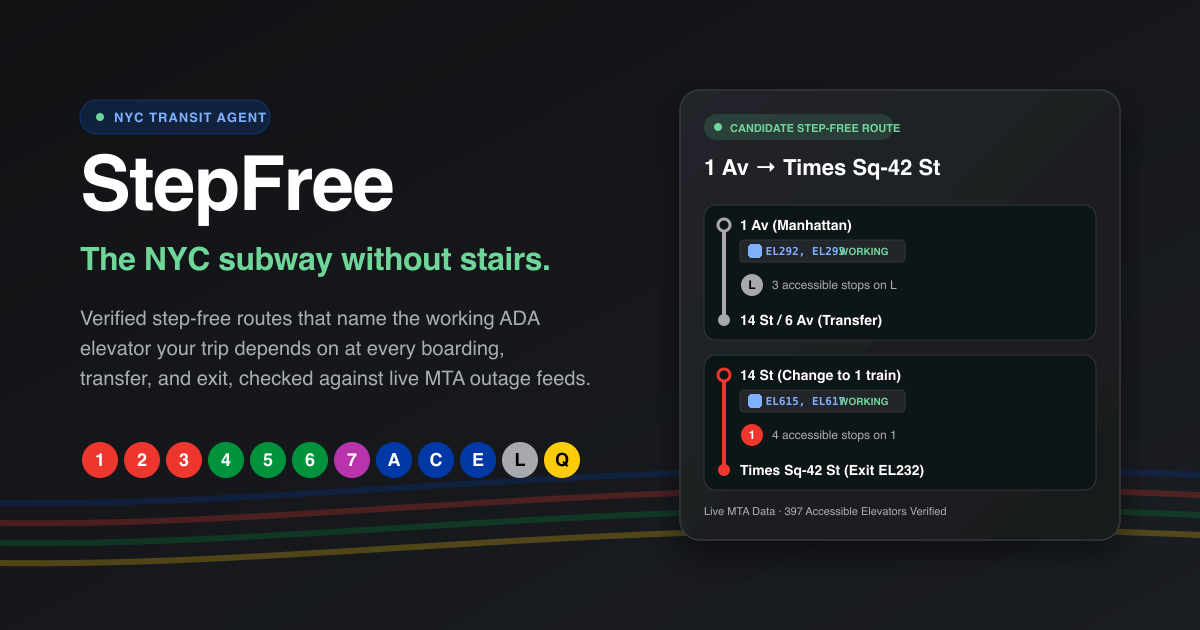 NYC TRANSIT AGENT
StepFree
The NYC subway without stairs.
Verified step-free routes that name the working ADA
elevator your trip depends on at every boarding,
transfer, and exit, checked against live MTA outage feeds.
1 2 3 4 5 6 7 A C E L Q
CANDIDATE STEP-FREE ROUTE
1 Av → Times Sq-42 St
1 Av (Manhattan)
EL292, EL293 WORKING
L 3 accessible stops on L
14 St / 6 Av (Transfer)
14 St (Change to 1 train)
EL615, EL617 WORKING
1 4 accessible stops on 1
Times Sq-42 St (Exit EL232)
Live MTA Data · 397 Accessible Elevators Verified